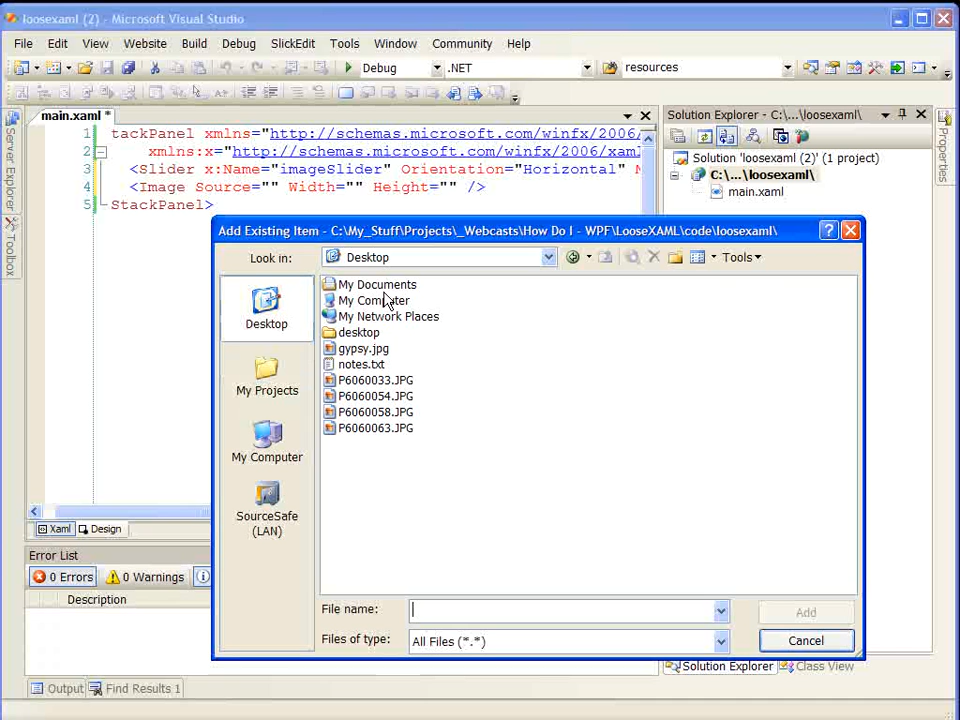 loosexaml (2) - Microsoft Visual Studio
File Edit View Website Build Debug SlickEdit Tools Window Community Help
Debug .NET resources
main.xaml *
Solution Explorer - C:\...\loosexaml\
Server Explorer
Toolbox
Properties
1 tackPanel xmlns="http://schemas.microsoft.com/winfx/2006/
2 xmlns:x="http://schemas.microsoft.com/winfx/2006/xaml
3 <Slider x:Name="imageSlider" Orientation="Horizontal" M
4 <Image Source="" Width="" Height="" />
5 StackPanel>
Solution 'loosexaml (2)' (1 project)
C:\...\loosexaml\
main.xaml
Add Existing Item - C:\My_Stuff\Projects\_Webcasts\How Do I - WPF\LooseXAML\code\loosexaml\
Look in: Desktop Tools
Desktop
My Projects
My Computer
SourceSafe
(LAN)
My Documents
My Computer
My Network Places
desktop
gypsy.jpg
notes.txt
P6060033.JPG
P6060054.JPG
P6060058.JPG
P6060063.JPG
File name: Add
Files of type: All Files (*.*) Cancel
Xaml Design
Error List
0 Errors 0 Warnings
Description
Solution Explorer Class View
Output Find Results 1